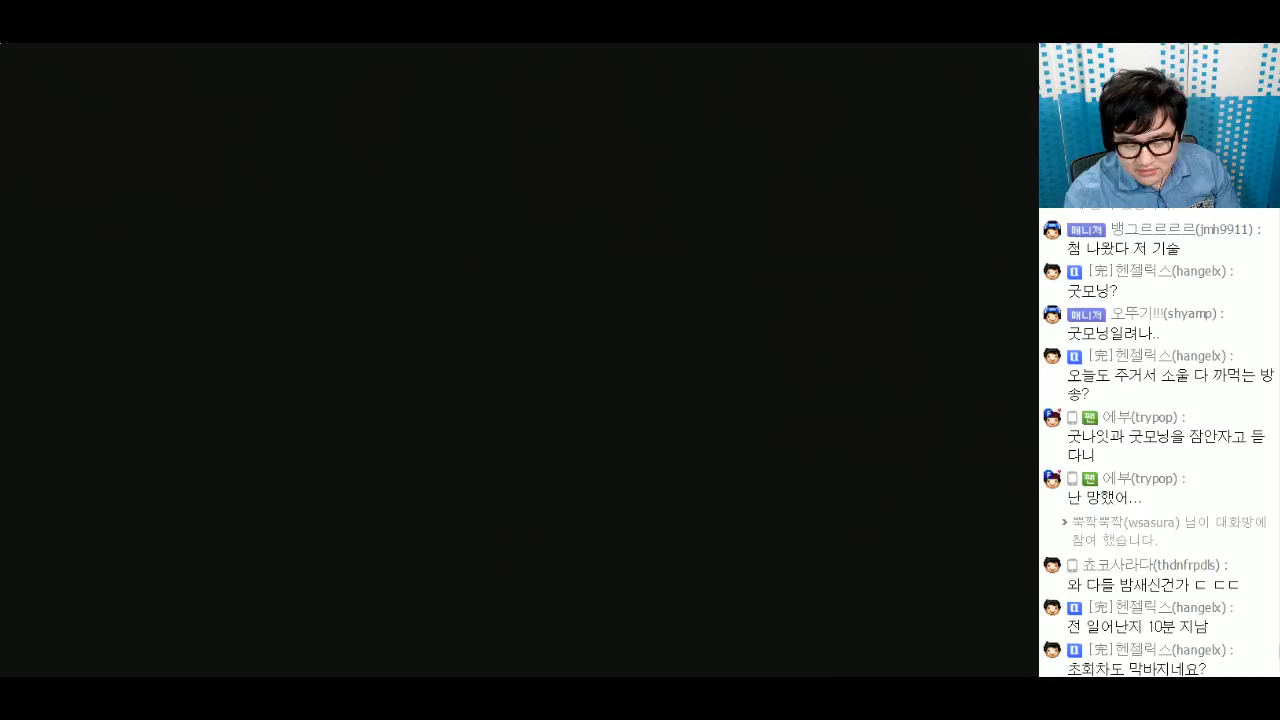 매니저 뱅그르르르르(jmh9911) :
첨 나왔다 저 기술
[完]헨젤릭스(hangelx) :
굿모닝?
매니저 오뚜기!!!(shyamp) :
굿모닝일려나..
[完]헨젤릭스(hangelx) :
오늘도 주거서 소울 다 까먹는 방
송?
팬 에부(trypop) :
굿나잇과 굿모닝을 잠안자고 듣
다니
팬 에부(trypop) :
난 망했어...
뿍짝뿍짝(wsasura) 님이 대화방에
참여 했습니다.
쵸코사라다(thdnfrpdls) :
와 다들 밤새신건가 ㄷ ㄷㄷ
[完]헨젤릭스(hangelx) :
전 일어난지 10분 지남
[完]헨젤릭스(hangelx) :
초회차도 막바지네요?